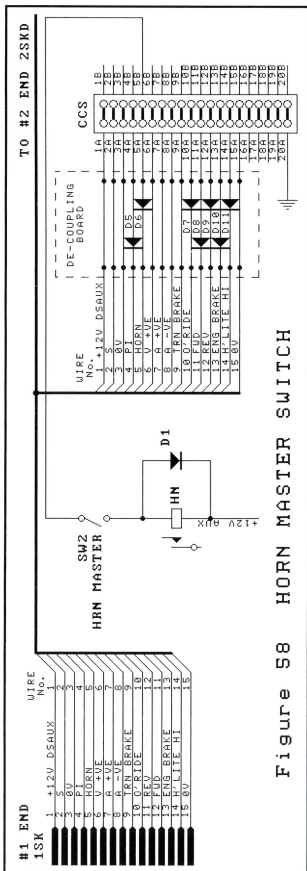 #1 END
1SK
WIRE
No.
1 +12V DSAUX 1
2 S 2
3 0V 3
4 PI 4
5 HORN 5
6 V +VE 6
7 A +VE 7
8 A -VE 8
9 TRN BRAKE 9
10 O'RIDE 10
11 REV 12
12 FWD 11
13 ENG BRAKE 13
14 H'LITE HI 14
15 0V 15
SW2
HRN MASTER
HN
D1
+12V AUX
TO #2 END 2SKD
WIRE
No.
1 +12V DSAUX
2 S
3 0V
4 PI
5 HORN
6 V +VE
7 A +VE
8 A -VE
9 TRN BRAKE
10 O'RIDE
11 FWD
12 REV
13 ENG BRAKE
14 H'LITE HI
15 0V
DE-COUPLING
BOARD
D5
D6
D7
D8
D9
D10
D11
CCS
1A 1B
2A 2B
3A 3B
4A 4B
5A 5B
6A 6B
7A 7B
8A 8B
9A 9B
10A 10B
11A 11B
12A 12B
13A 13B
14A 14B
15A 15B
16A 16B
17A 17B
18A 18B
19A 19B
20A 20B
Figure 58 HORN MASTER SWITCH